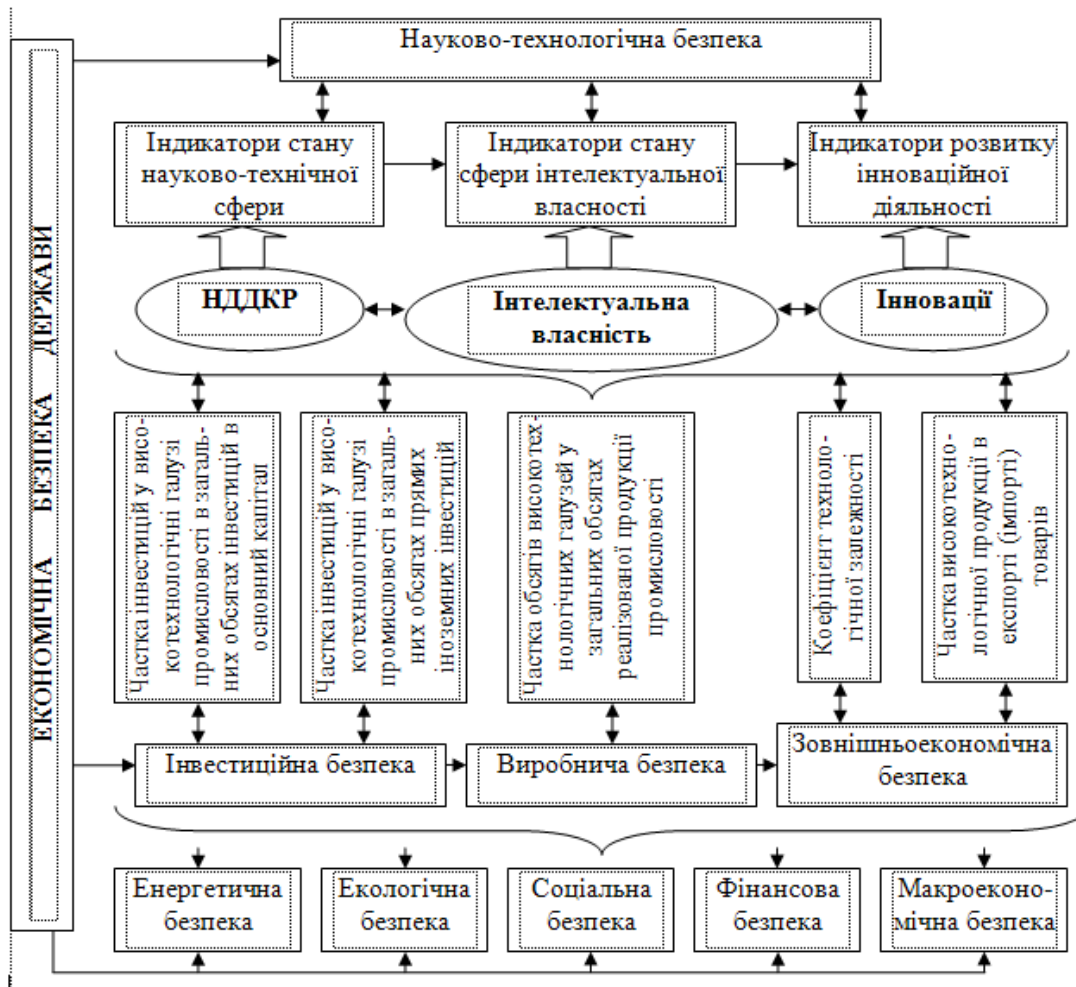 ЕКОНОМІЧНА БЕЗПЕКА ДЕРЖАВИ
Науково-технологічна безпека
Індикатори стану
науково-технічної
сфери
Індикатори стану
сфери інтелектуальної
власності
Індикатори розвитку
інноваційної
діяльності
НДДКР
Інтелектуальна
власність
Інновації
Частка інвестицій у висо-
котехнологічні галузі
промисловості в загаль-
них обсягах інвестицій в
основний капітал
Частка інвестицій у висо-
котехнологічні галузі
промисловості в загаль-
них обсягах прямих
іноземних інвестицій
Частка обсягів високотех-
нологічних галузей у
загальних обсягах
реалізованої продукції
промисловості
Коефіцієнт техноло-
гічної залежності
Частка високотехно-
логічної продукції в
експорті (імпорті)
товарів
Інвестиційна безпека
Виробнича безпека
Зовнішньоекономічна
безпека
Енергетична
безпека
Екологічна
безпека
Соціальна
безпека
Фінансова
безпека
Макроеконо-
мічна безпека